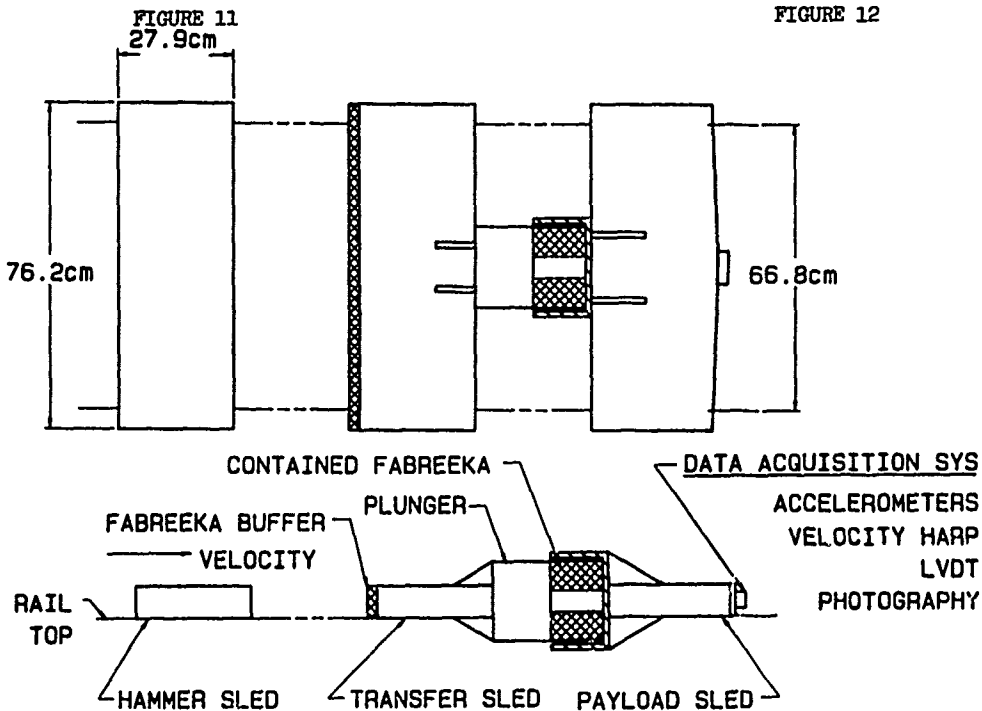 FIGURE 11
FIGURE 12
27.9cm
76.2cm
66.8cm
CONTAINED FABREEKA
DATA ACQUISITION SYS
PLUNGER
ACCELEROMETERS
FABREEKA BUFFER
VELOCITY HARP
VELOCITY
LVDT
RAIL
TOP
PHOTOGRAPHY
HAMMER SLED
TRANSFER SLED
PAYLOAD SLED